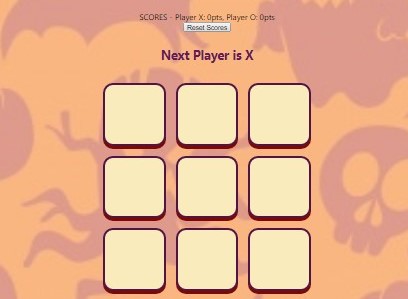 SCORES - Player X: 0pts, Player O: 0pts
Reset Scores
Next Player is X